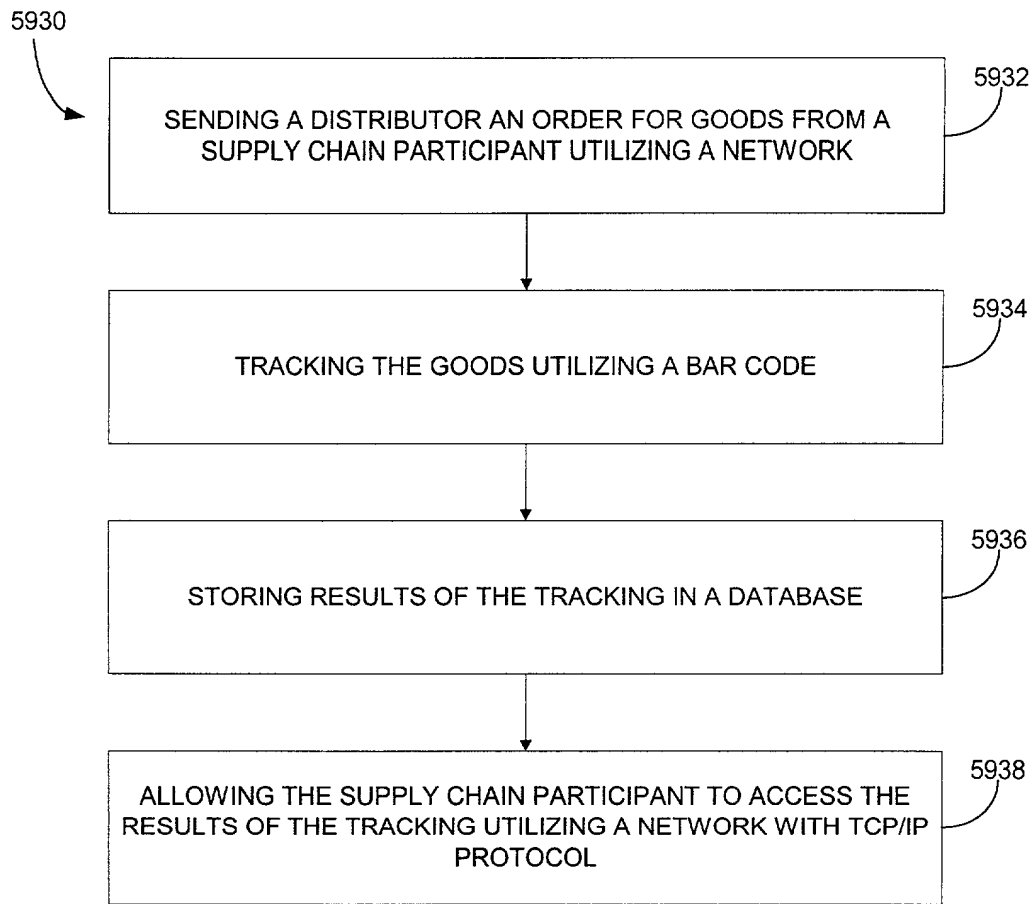 5930
5932
SENDING A DISTRIBUTOR AN ORDER FOR GOODS FROM A
SUPPLY CHAIN PARTICIPANT UTILIZING A NETWORK
5934
TRACKING THE GOODS UTILIZING A BAR CODE
5936
STORING RESULTS OF THE TRACKING IN A DATABASE
5938
ALLOWING THE SUPPLY CHAIN PARTICIPANT TO ACCESS THE
RESULTS OF THE TRACKING UTILIZING A NETWORK WITH TCP/IP
PROTOCOL